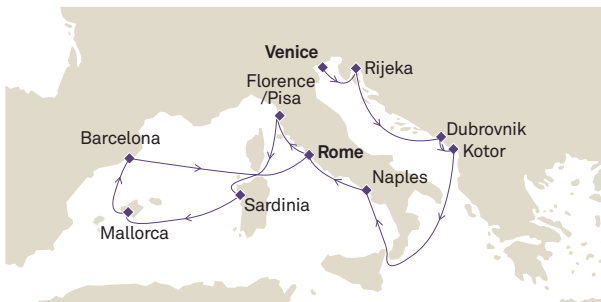 Venice
Rijeka
Florence
/Pisa
Dubrovnik
Kotor
Barcelona
Rome
Naples
Sardinia
Mallorca